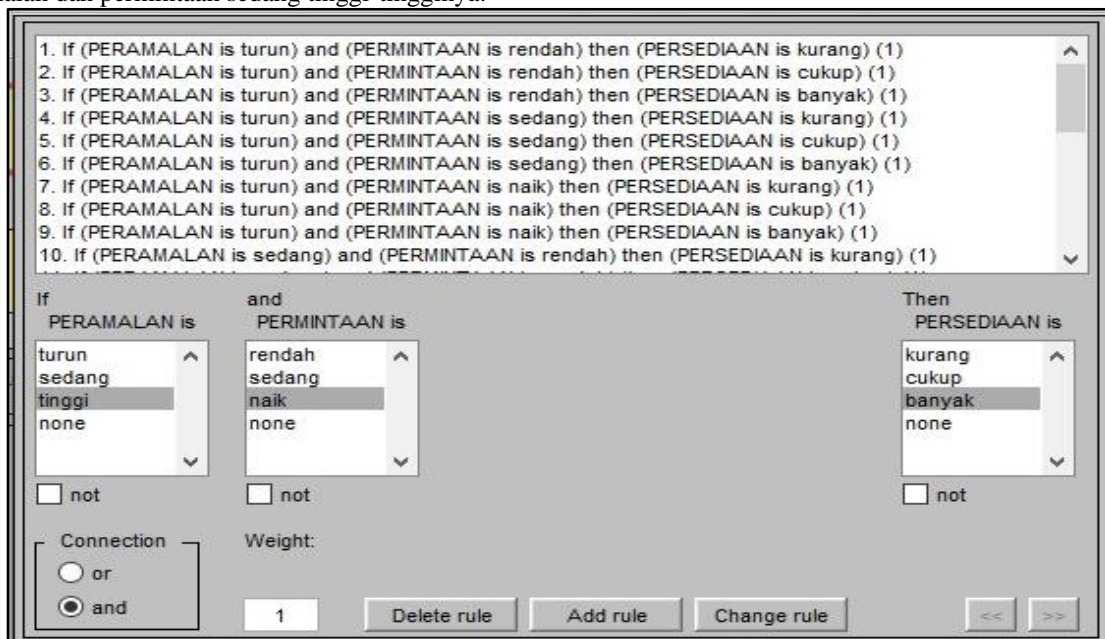 dan permintaan sedang tinggi-tingginya.
1. If (PERAMALAN is turun) and (PERMINTAAN is rendah) then (PERSEDIAAN is kurang) (1)
2. If (PERAMALAN is turun) and (PERMINTAAN is rendah) then (PERSEDIAAN is cukup) (1)
3. If (PERAMALAN is turun) and (PERMINTAAN is rendah) then (PERSEDIAAN is banyak) (1)
4. If (PERAMALAN is turun) and (PERMINTAAN is sedang) then (PERSEDIAAN is kurang) (1)
5. If (PERAMALAN is turun) and (PERMINTAAN is sedang) then (PERSEDIAAN is cukup) (1)
6. If (PERAMALAN is turun) and (PERMINTAAN is sedang) then (PERSEDIAAN is banyak) (1)
7. If (PERAMALAN is turun) and (PERMINTAAN is naik) then (PERSEDIAAN is kurang) (1)
8. If (PERAMALAN is turun) and (PERMINTAAN is naik) then (PERSEDIAAN is cukup) (1)
9. If (PERAMALAN is turun) and (PERMINTAAN is naik) then (PERSEDIAAN is banyak) (1)
10. If (PERAMALAN is sedang) and (PERMINTAAN is rendah) then (PERSEDIAAN is kurang) (1)
If and Then
PERAMALAN is PERMINTAAN is PERSEDIAAN is
turun rendah kurang
sedang sedang cukup
tinggi naik banyak
none none none
not not not
Connection Weight:
or
and 1 Delete rule Add rule Change rule << >>